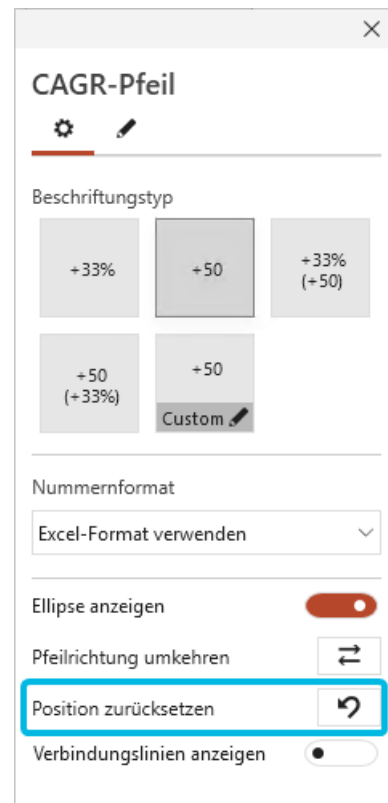 CAGR-Pfeil
Beschriftungstyp
+33%
+50
+33%
(+50)
+50
(+33%)
+50
Custom
Nummernformat
Excel-Format verwenden
Ellipse anzeigen
Pfeilrichtung umkehren
Position zurücksetzen
Verbindungslinien anzeigen